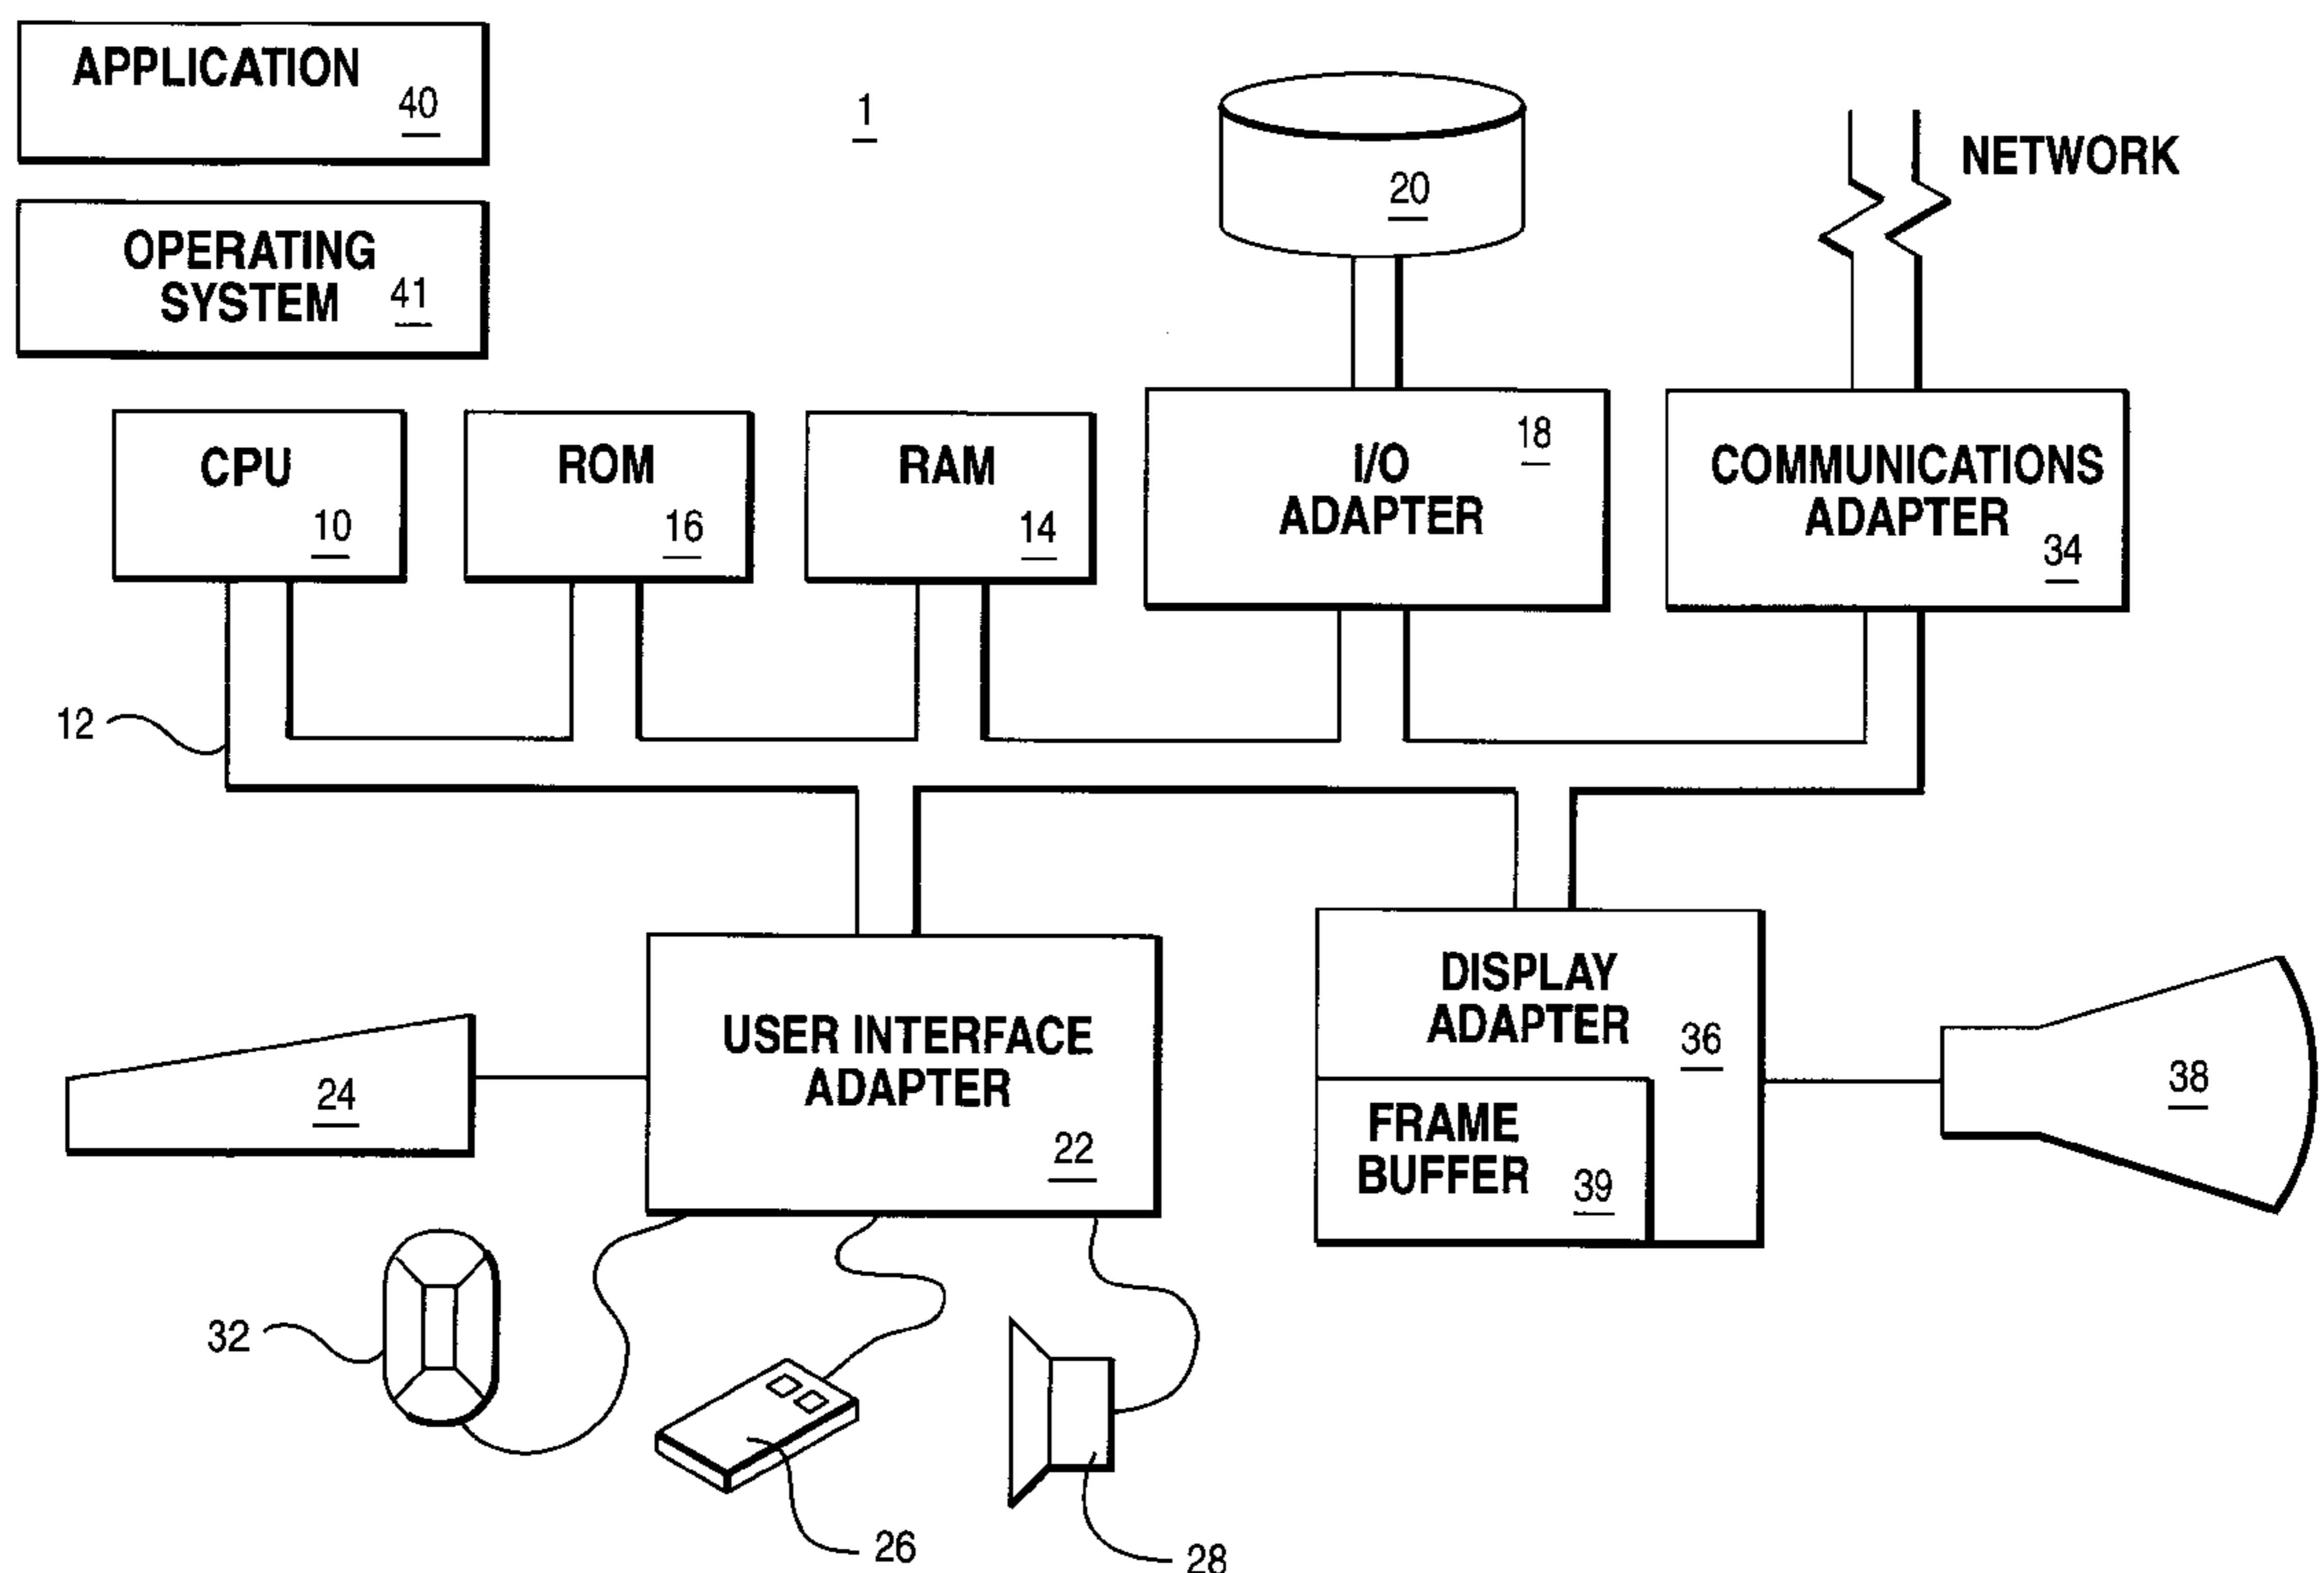 APPLICATION
40
1
OPERATING
SYSTEM
41
20
NETWORK
CPU
10
ROM
16
RAM
14
I/O
ADAPTER
18
COMMUNICATIONS
ADAPTER
34
12
24
USER INTERFACE
ADAPTER
22
DISPLAY
ADAPTER
36
FRAME
BUFFER
39
38
32
26
28